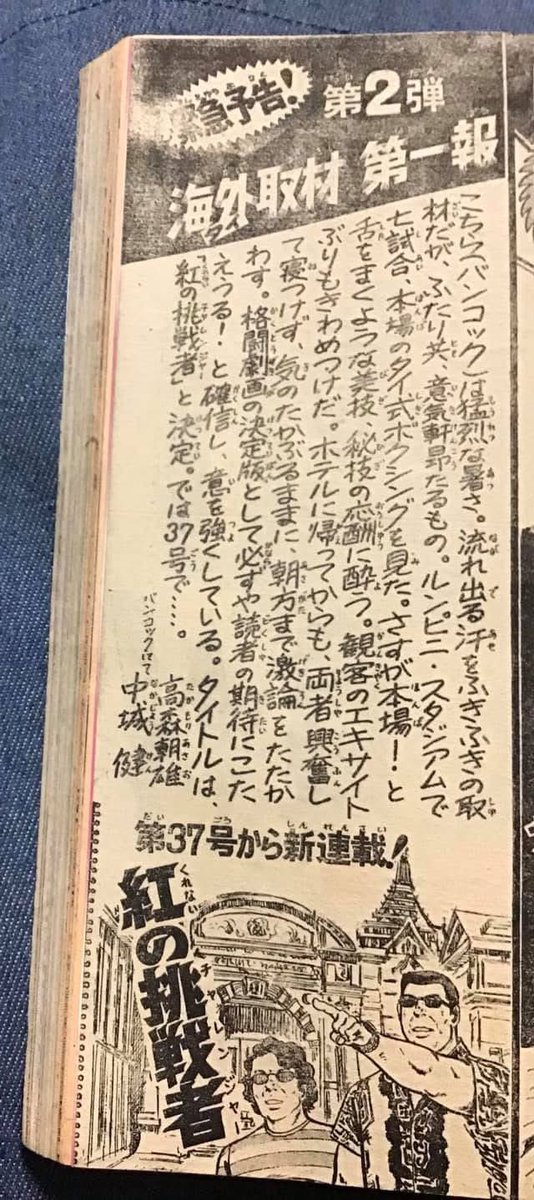 緊急予告!
第2弾
海外取材 第一報
こちら(バンコック)は猛烈な暑さ。流れ出る汗をふきふきの取
材だが、ふたり共、意気軒昂たるもの。ルンピニ・スタジアムで
七試合、本場のタイ式ボクシングを見た。さすが本場!と
舌をまくような美技、秘技の応酬に酔う。観客のエキサイト
ぶりもきわめつけだ。ホテルに帰ってからも、両者興奮し
て寝つけず、気のたかぶるままに、朝方まで激論をたたか
わす。格闘劇画の決定版として必ずや読者の期待にこた
えうる!と確信し、意を強くしている。タイトルは、
「紅の挑戦者」と決定。では37号で……。
バンコックにて
高森朝雄
中城健
第37号から新連載!
紅の挑戦者